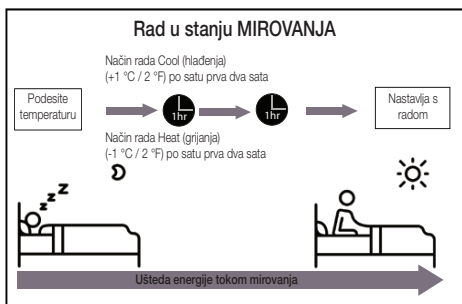 Rad u stanju MIROVANJA
Način rada Cool (hlađenja)
(+1 °C / 2 °F) po satu prva dva sata
Podesite
temperaturu
1hr
1hr
Nastavlja s
radom
Način rada Heat (grijanja)
(-1 °C / 2 °F) po satu prva dva sata
z z z
Ušteda energije tokom mirovanja